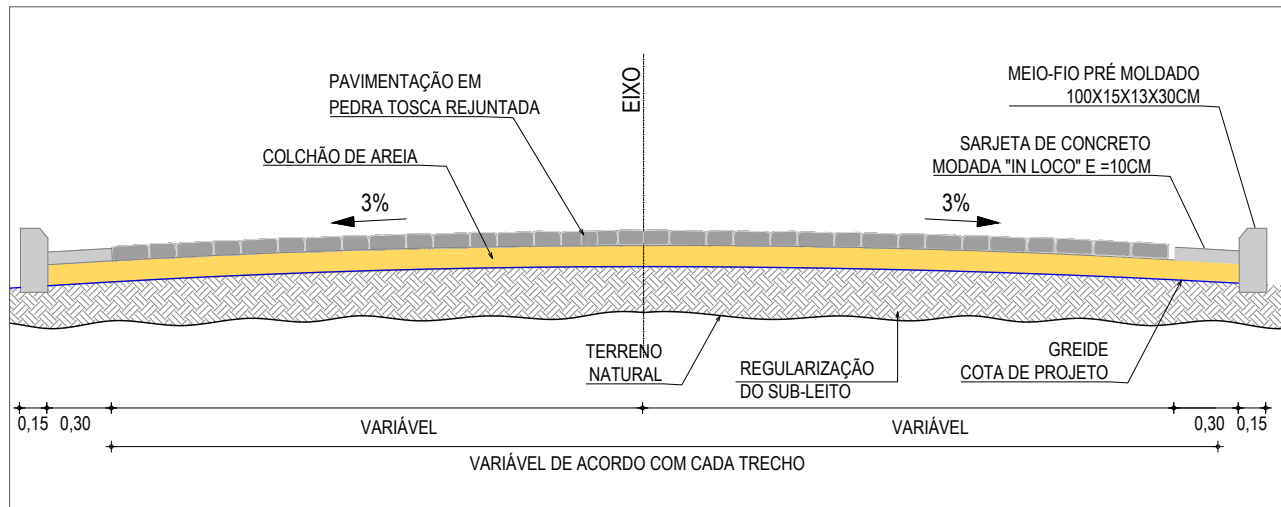 PAVIMENTAÇÃO EM
PEDRA TOSCA REJUNTADA
COLCHÃO DE AREIA
EIXO
MEIO-FIO PRÉ MOLDADO
100X15X13X30CM
SARJETA DE CONCRETO
MODADA "IN LOCO" E =10CM
3%
3%
TERRENO
NATURAL
REGULARIZAÇÃO
DO SUB-LEITO
GREIDE
COTA DE PROJETO
0,15
0,30
VARIÁVEL
VARIÁVEL
0,30
0,15
VARIÁVEL DE ACORDO COM CADA TRECHO